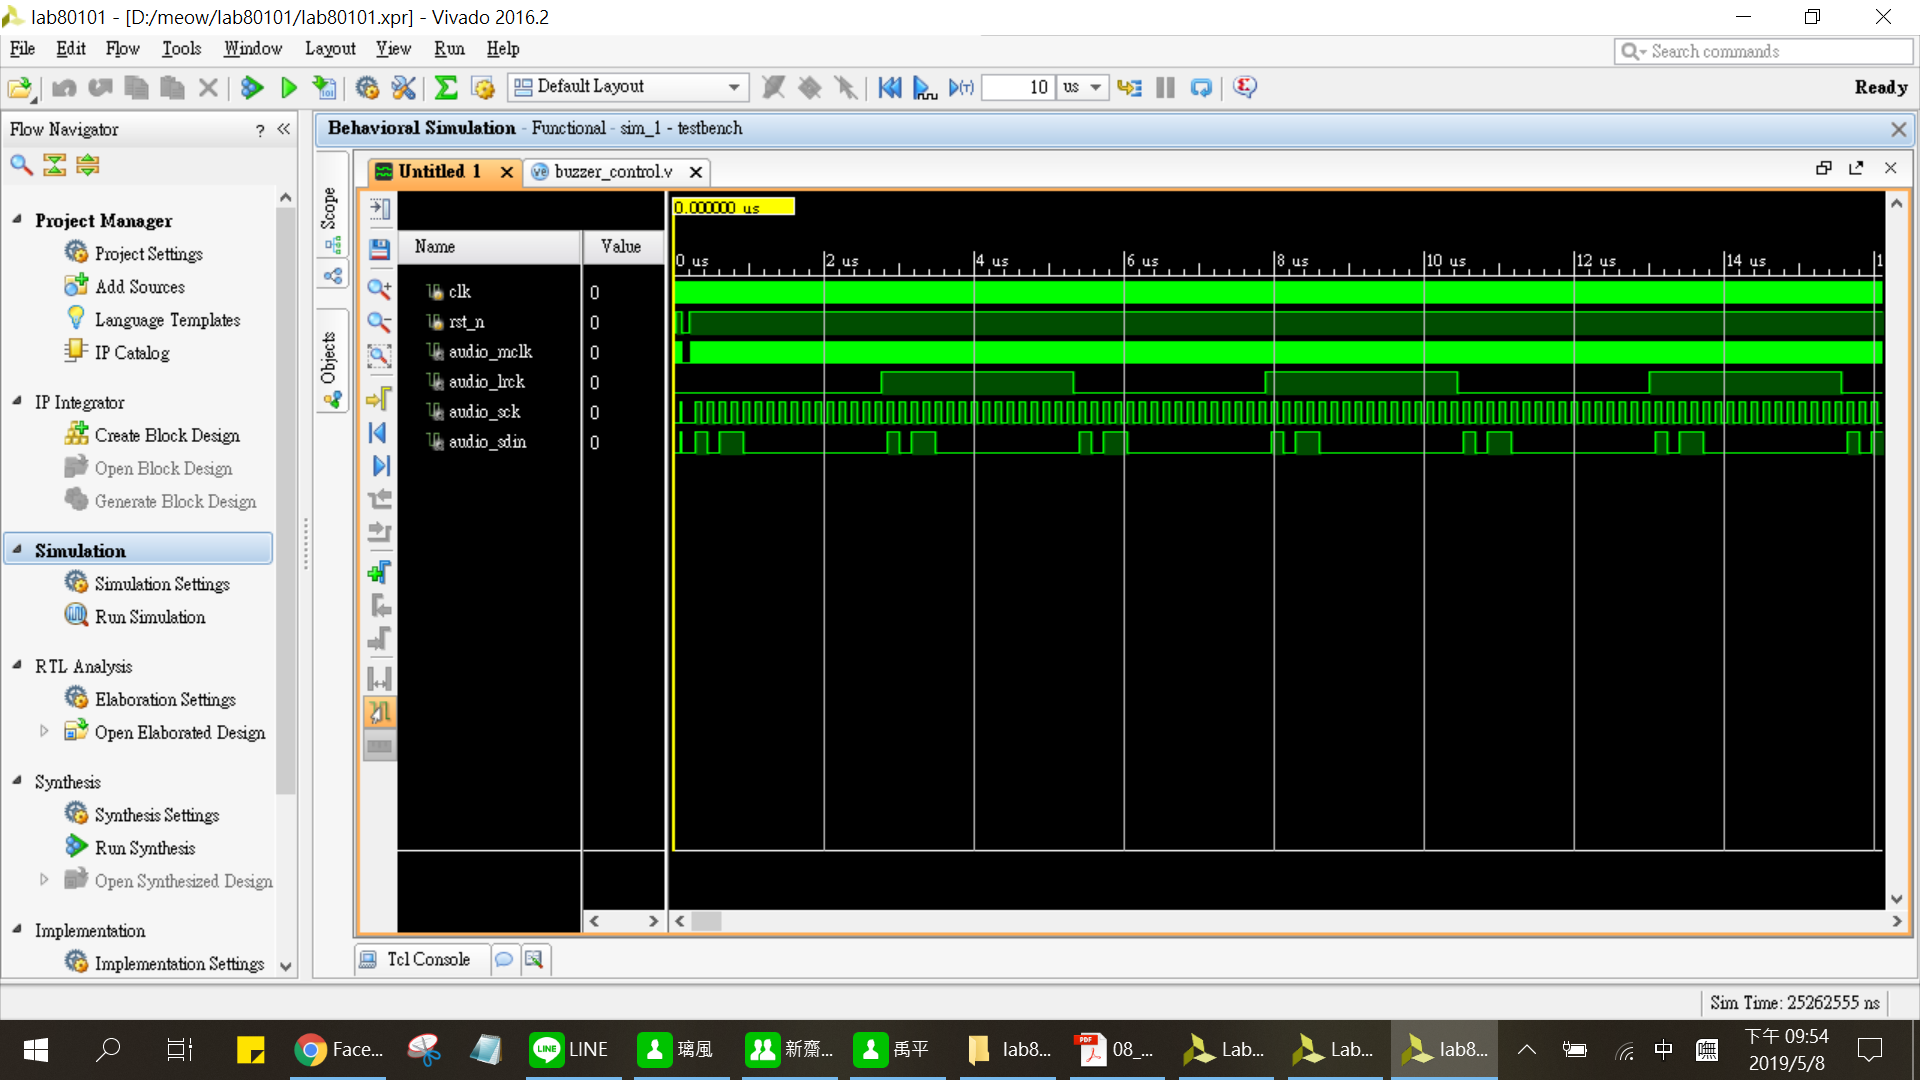 lab80101 - [D:/meow/lab80101/lab80101.xpr] - Vivado 2016.2
File Edit Flow Tools Window Layout View Run Help
Search commands
Default Layout
10 us
Ready
Flow Navigator
Behavioral Simulation - Functional - sim_1 - testbench
Untitled 1
buzzer_control.v
Scope
Objects
Project Manager
Project Settings
Add Sources
Language Templates
IP Catalog
IP Integrator
Create Block Design
Open Block Design
Generate Block Design
Simulation
Simulation Settings
Run Simulation
RTL Analysis
Elaboration Settings
Open Elaborated Design
Synthesis
Synthesis Settings
Run Synthesis
Open Synthesized Design
Implementation
Implementation Settings
0.000000 us
Name Value
0 us 2 us 4 us 6 us 8 us 10 us 12 us 14 us 1
clk 0
rst_n 0
audio_mclk 0
audio_lrck 0
audio_sck 0
audio_sdin 0
Tcl Console
Sim Time: 25262555 ns
Face... LINE 璃風 新齋... 禹平 lab8... 08_... Lab... Lab... lab8... 中
下午 09:54
2019/5/8